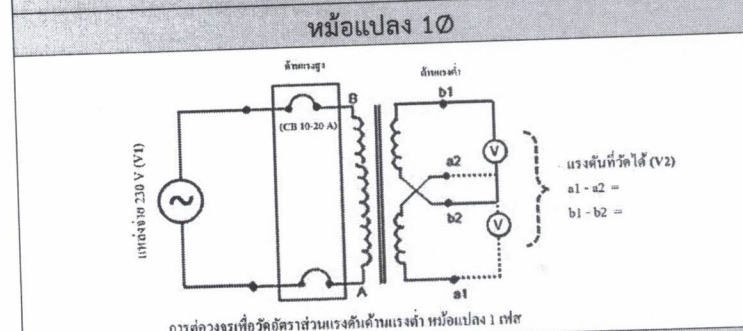 หม้อแปลง 1Ø
ด้านแรงสูง
ด้านแรงต่ำ
B
b1
(CB 10-20 A)
V
แหล่งจ่าย 230 V (V1)
a2
แรงดันที่วัดได้ (V2)
a1 - a2 =
b2
b1 - b2 =
V
A
a1
การต่อวงจรเพื่อวัดอัตราส่วนแรงดันด้านแรงต่ำ หม้อแปลง 1 เฟส